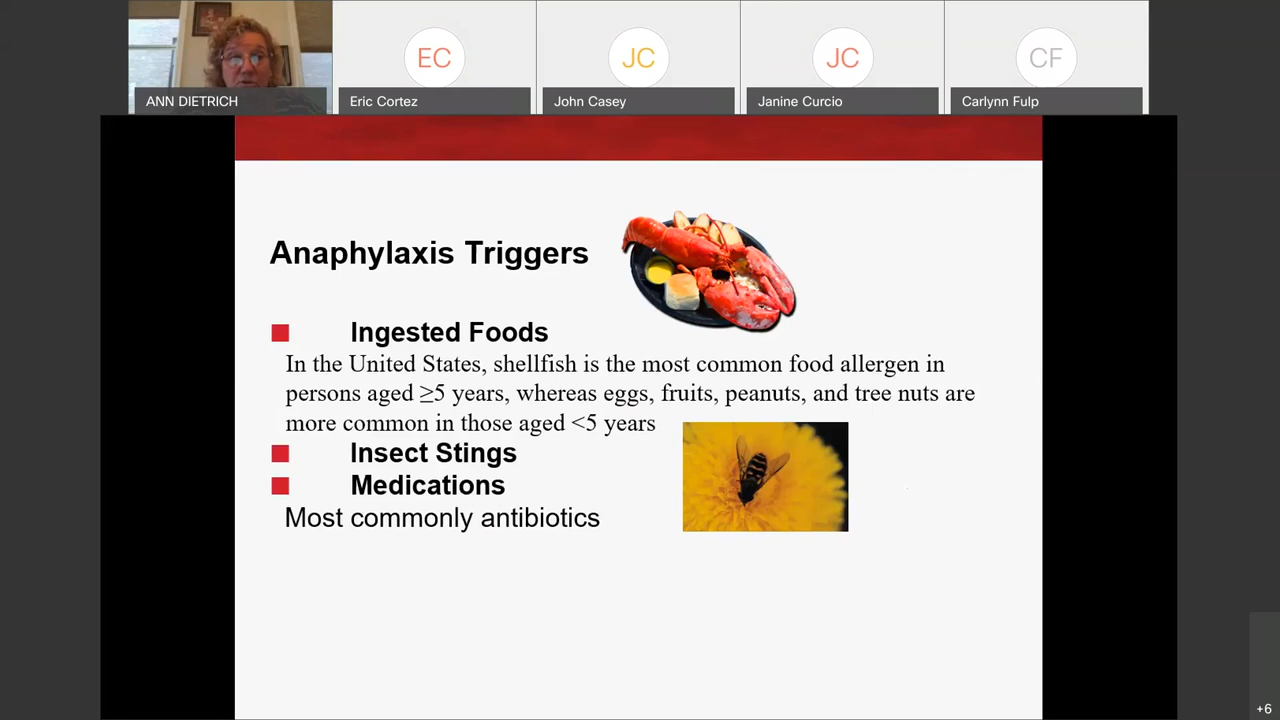 EC
JC
JC
CF
ANN DIETRICH
Eric Cortez
John Casey
Janine Curcio
Carlynn Fulp
Anaphylaxis Triggers
Ingested Foods
In the United States, shellfish is the most common food allergen in
persons aged ≥5 years, whereas eggs, fruits, peanuts, and tree nuts are
more common in those aged <5 years
Insect Stings
Medications
Most commonly antibiotics
+6